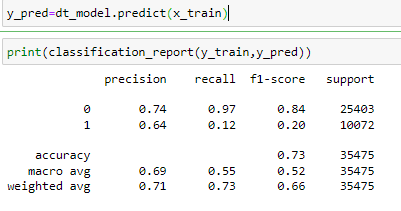 y_pred=dt_model.predict(x_train)
print(classification_report(y_train,y_pred))
precision recall f1-score support
0 0.74 0.97 0.84 25403
1 0.64 0.12 0.20 10072
accuracy 0.73 35475
macro avg 0.69 0.55 0.52 35475
weighted avg 0.71 0.73 0.66 35475